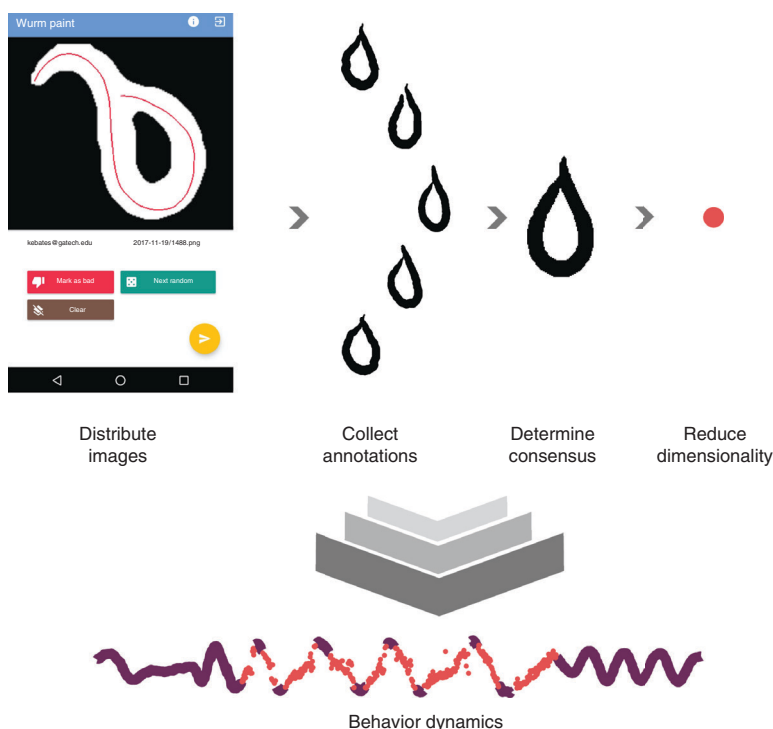 Wurm paint
kebates@gatech.edu 2017-11-19/1488.png
Mark as bad Next random
Clear
Distribute images
Collect annotations
Determine consensus
Reduce dimensionality
Behavior dynamics